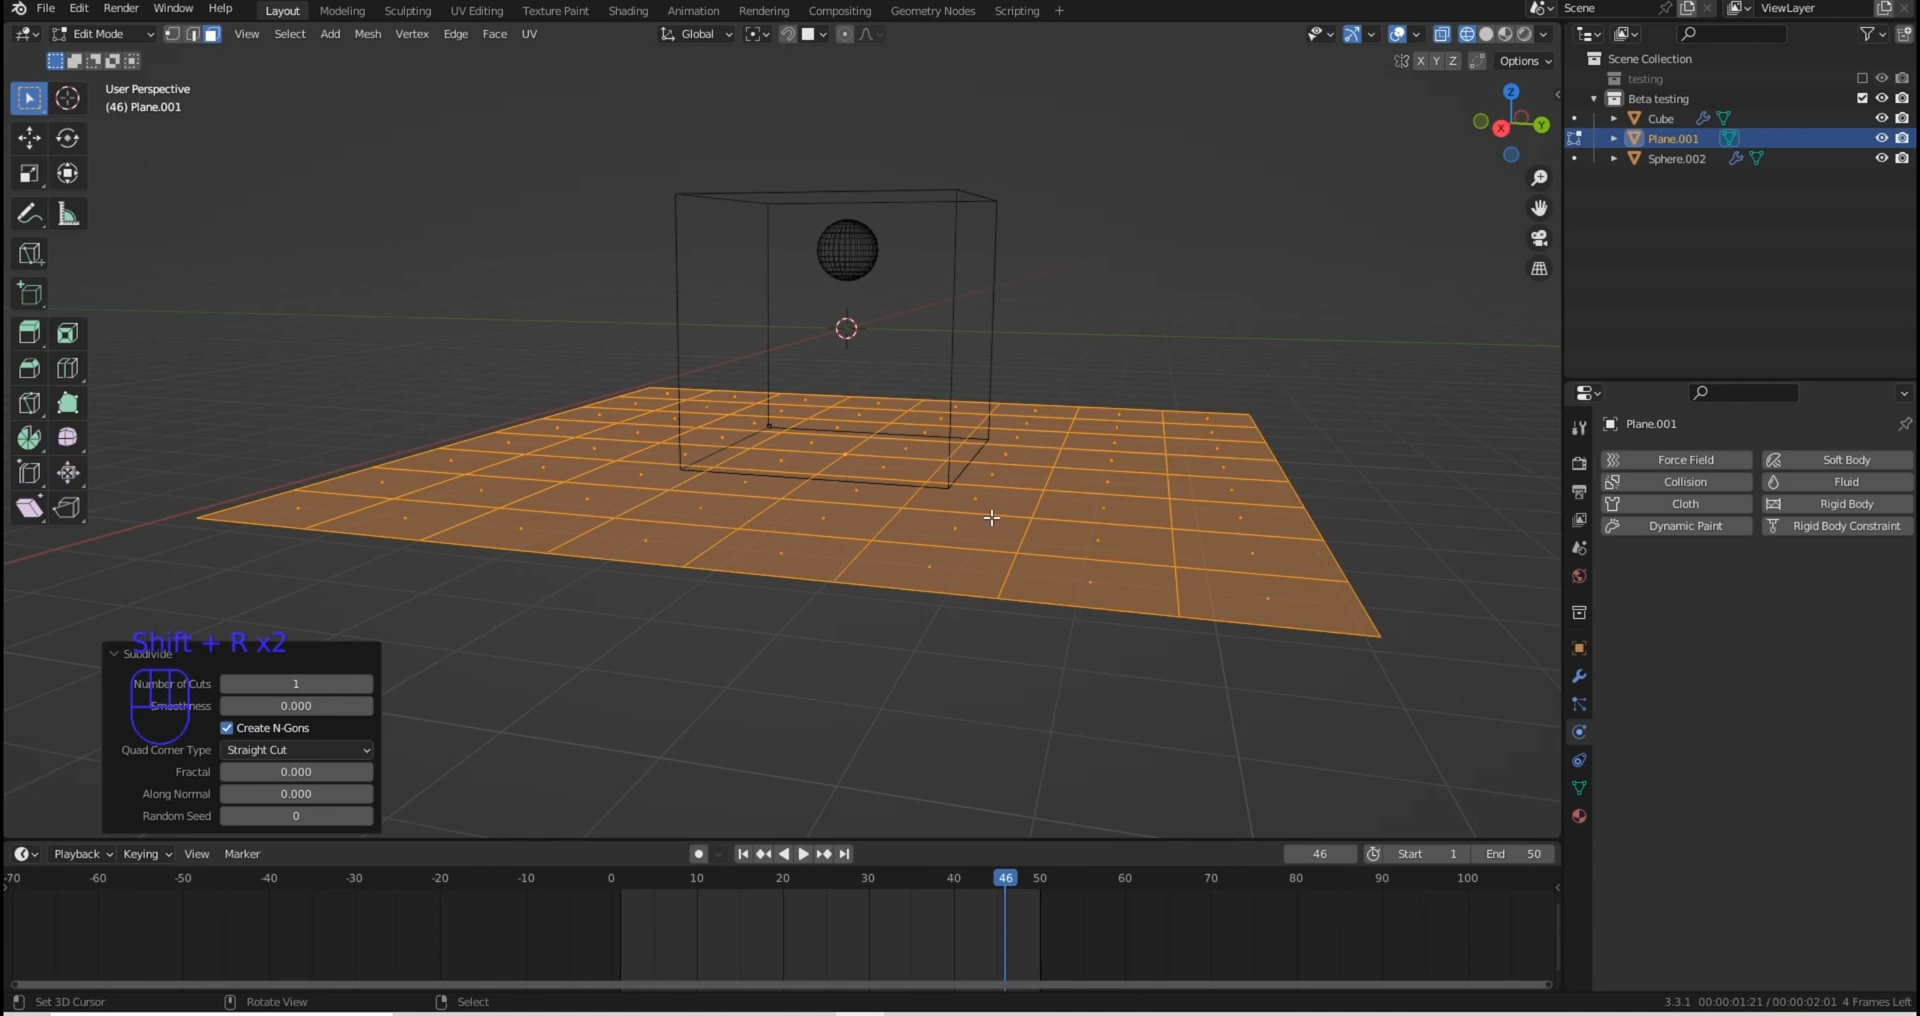 File Edit Render Window Help Layout Modeling Sculpting UV Editing Texture Paint Shading Animation Rendering Compositing Geometry Nodes Scripting + Scene ViewLayer
Edit Mode View Select Add Mesh Vertex Edge Face UV Global
X Y Z Options
User Perspective
(46) Plane.001
Z
X
Y
Scene Collection
testing
Beta testing
Cube
Plane.001
Sphere.002
Plane.001
Force Field Soft Body
Collision Fluid
Cloth Rigid Body
Dynamic Paint Rigid Body Constraint
Shift + R x2
Subdivide
Number of Cuts 1
Smoothness 0.000
Create N-Gons
Quad Corner Type Straight Cut
Fractal 0.000
Along Normal 0.000
Random Seed 0
Playback Keying View Marker 46 Start 1 End 50
-70 -60 -50 -40 -30 -20 -10 0 10 20 30 40 46 50 60 70 80 90 100
Set 3D Cursor Rotate View Select 3.3.1 00:00:01:21 / 00:00:02:01 4 Frames Left